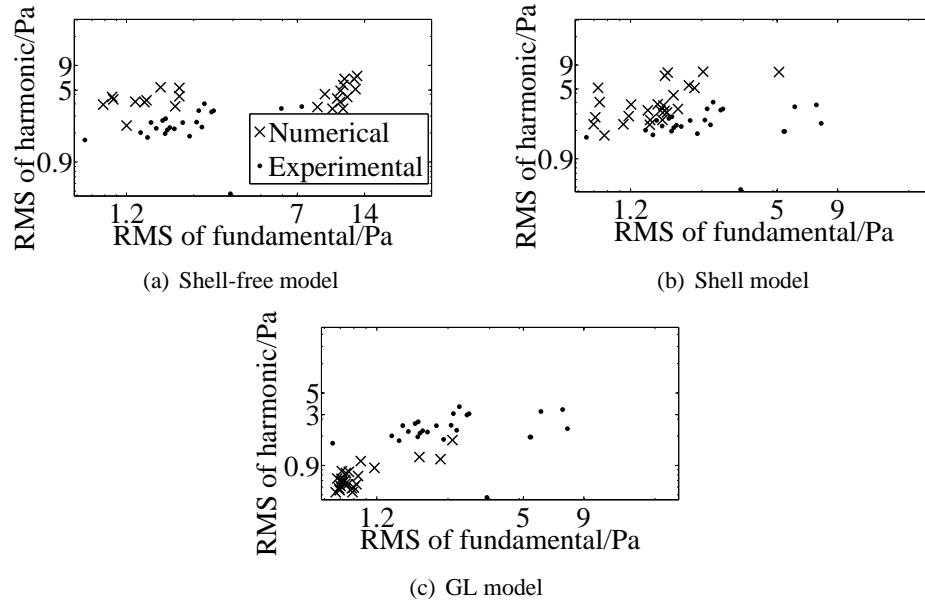 RMS of harmonic/Pa
9
5
0.9
× Numerical
• Experimental
1.2 7 14
RMS of fundamental/Pa
(a) Shell-free model
RMS of harmonic/Pa
9
5
0.9
1.2 5 9
RMS of fundamental/Pa
(b) Shell model
RMS of harmonic/Pa
5
3
0.9
1.2 5 9
RMS of fundamental/Pa
(c) GL model